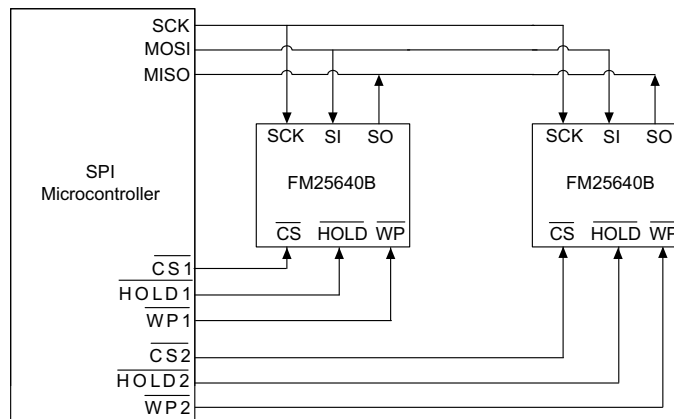 SCK
MOSI
MISO
SPI
Microcontroller
CS1
HOLD1
WP1
CS2
HOLD2
WP2
SCK SI SO
FM25640B
CS HOLD WP
SCK SI SO
FM25640B
CS HOLD WP